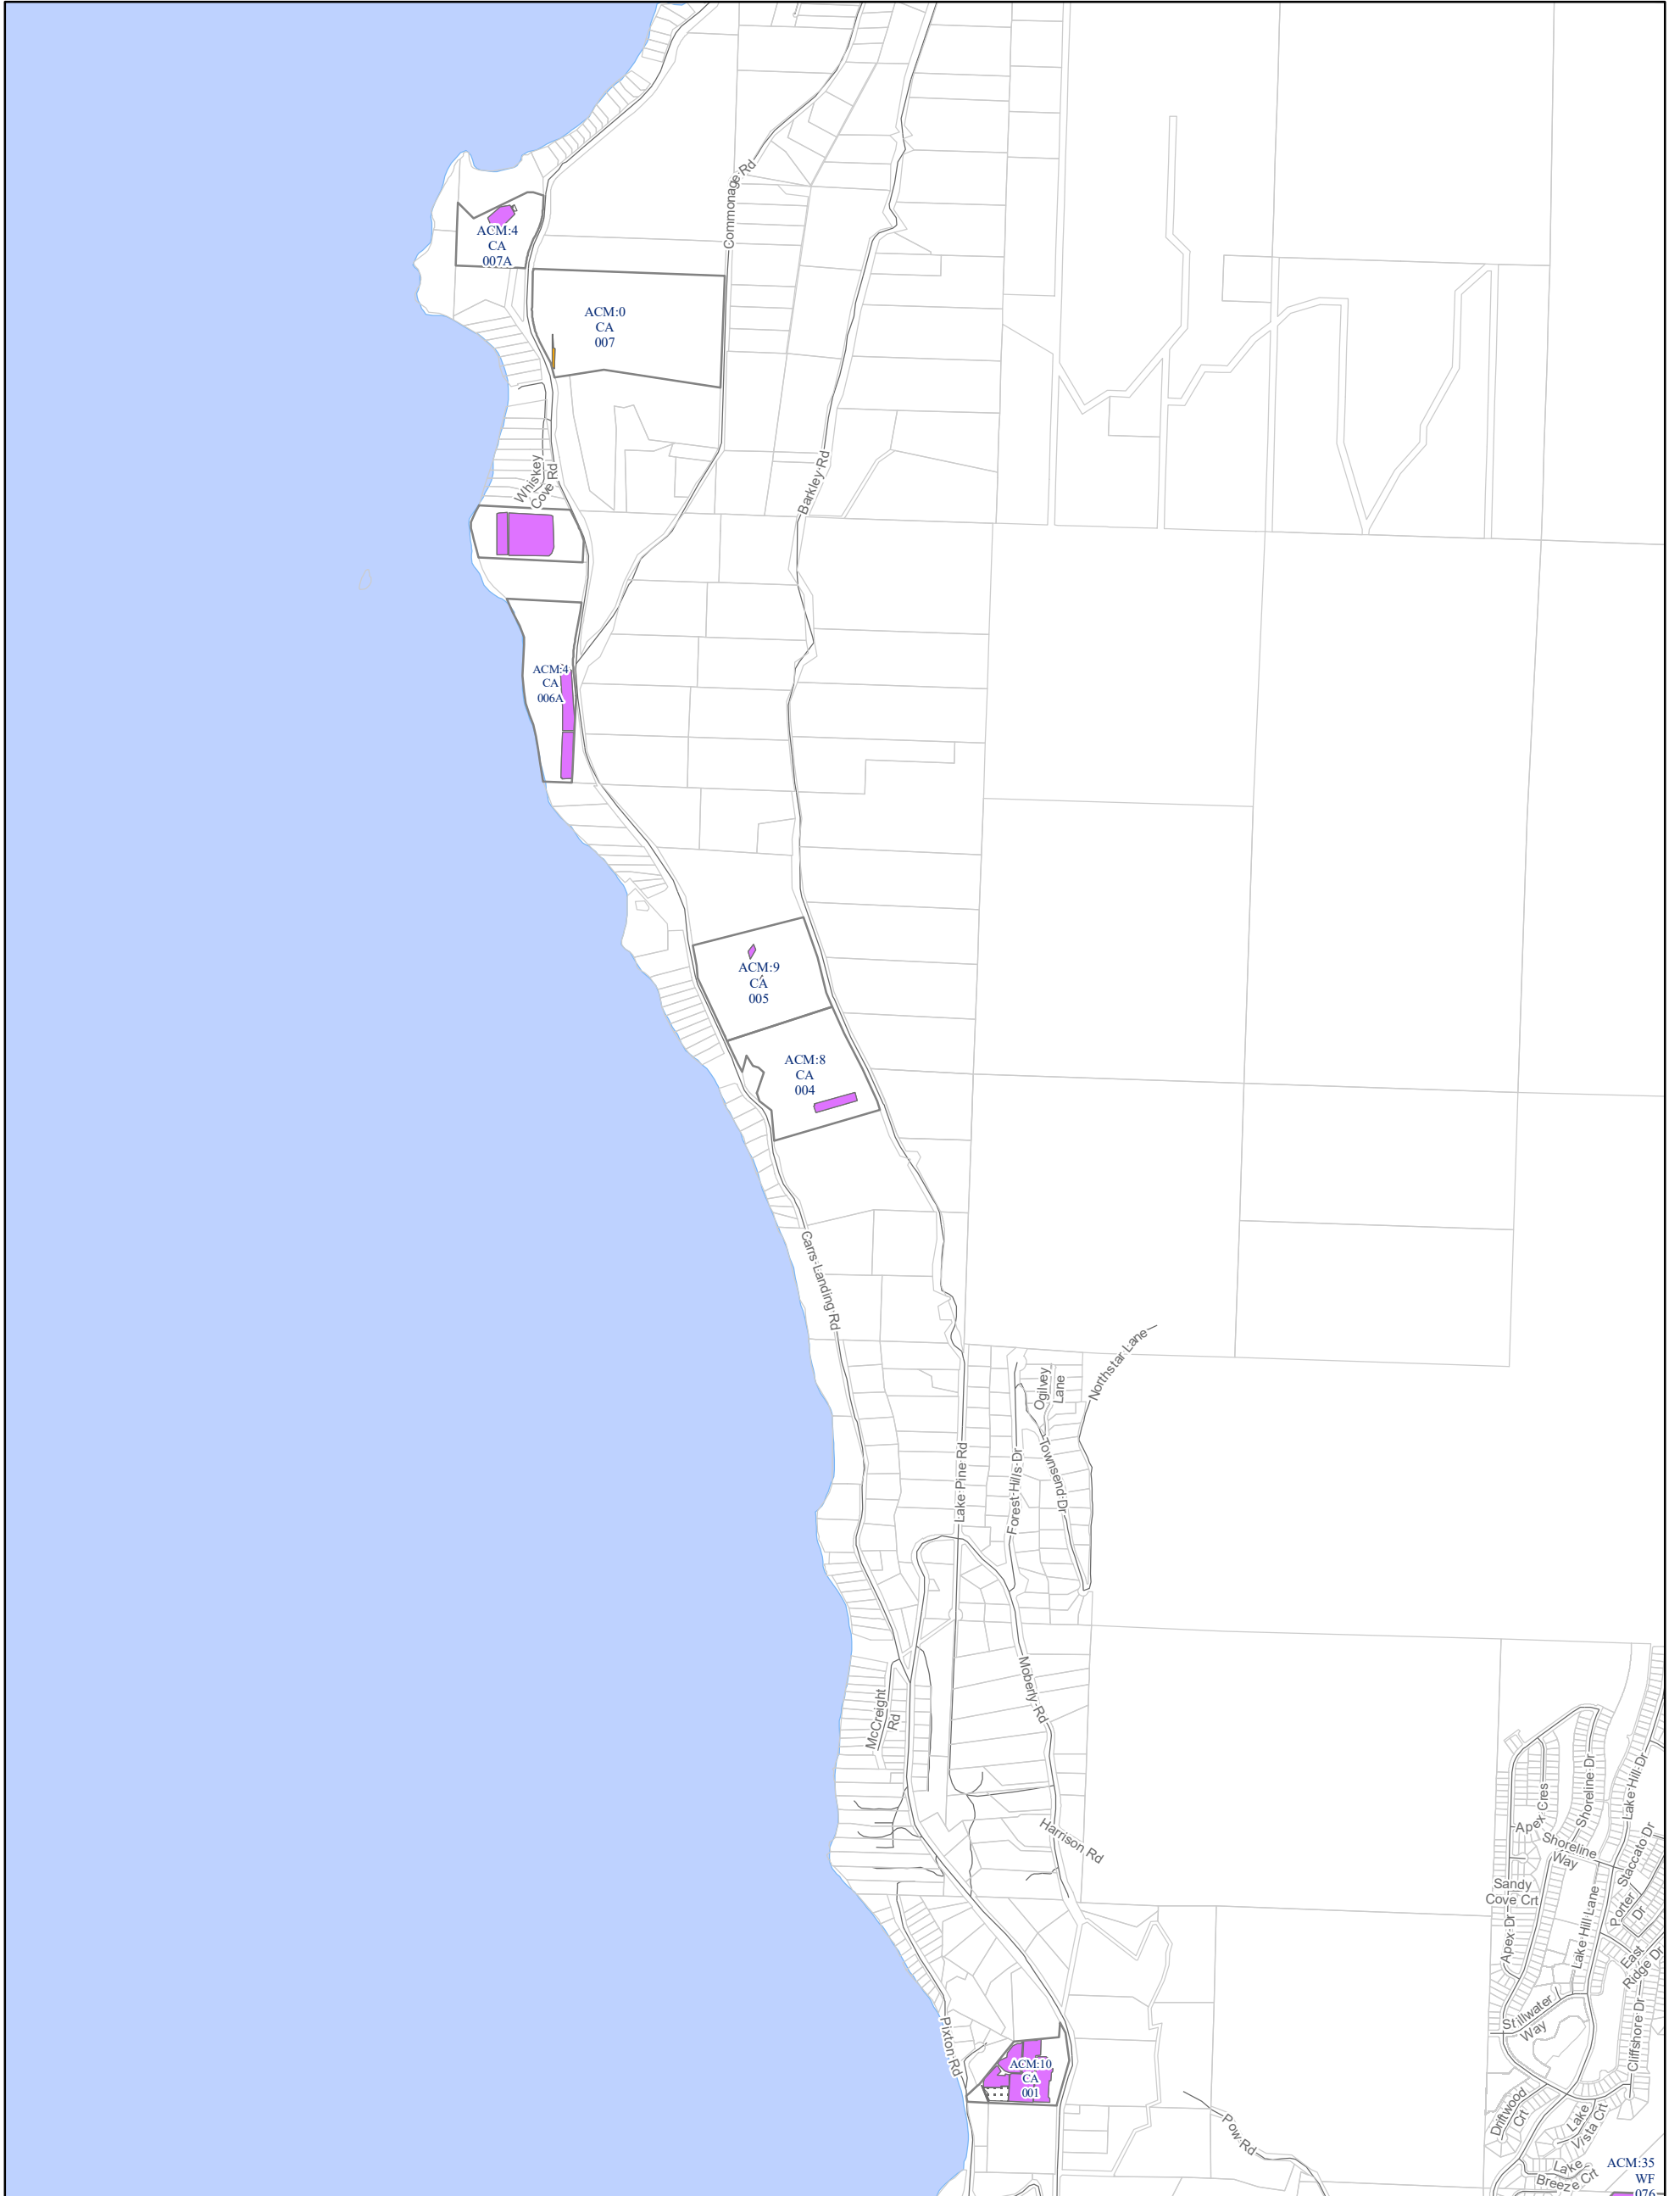 Commonage Rd
ACM:4
CA
007A
ACM:0
CA
007
Barkley Rd
Whiskey
Cove Rd
ACM:4
CA
006A
ACM:9
CA
005
ACM:8
CA
004
Carrs Landing Rd
Northstar Lane
Ogilvey
Lane
Lake Pine Rd
Forest Hills Dr
Townsend Dr
Moberly Rd
McCreight
Rd
Harrison Rd
Apex Cres
Shoreline Dr
Lake Hill Dr
Shoreline
Way
Staccato Dr
Sandy
Cove Crt
Porter
Dr
Apex Dr
Lake Hill Lane
East
Ridge Dr
Stillwater
Way
Cliffshore Dr
Pixton Rd
ACM:10
CA
001
Driftwood
Crt
Lake
Vista Crt
Pow Rd
Lake
Breeze Crt
ACM:35
WF
076